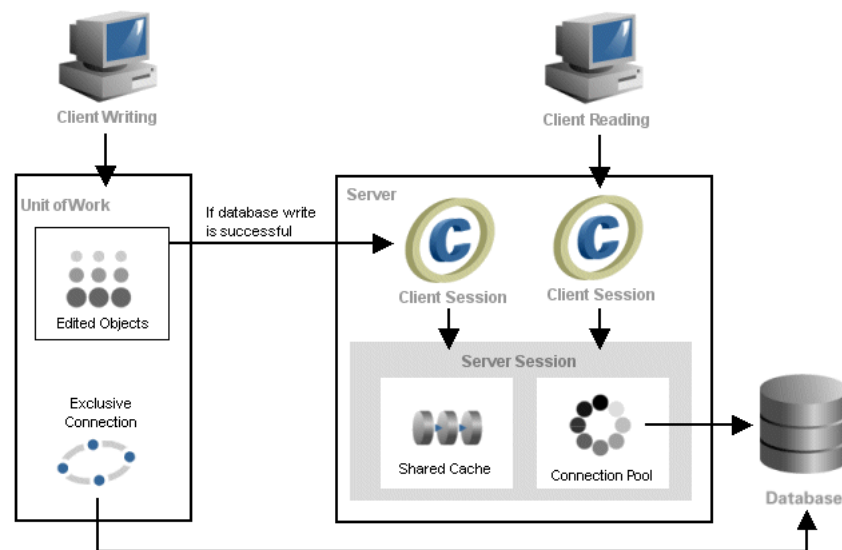 Client Writing
Client Reading
Unit of Work
If database write
is successful
Server
C
C
Edited Objects
Client Session
Client Session
Server Session
Exclusive
Connection
Shared Cache
Connection Pool
Database